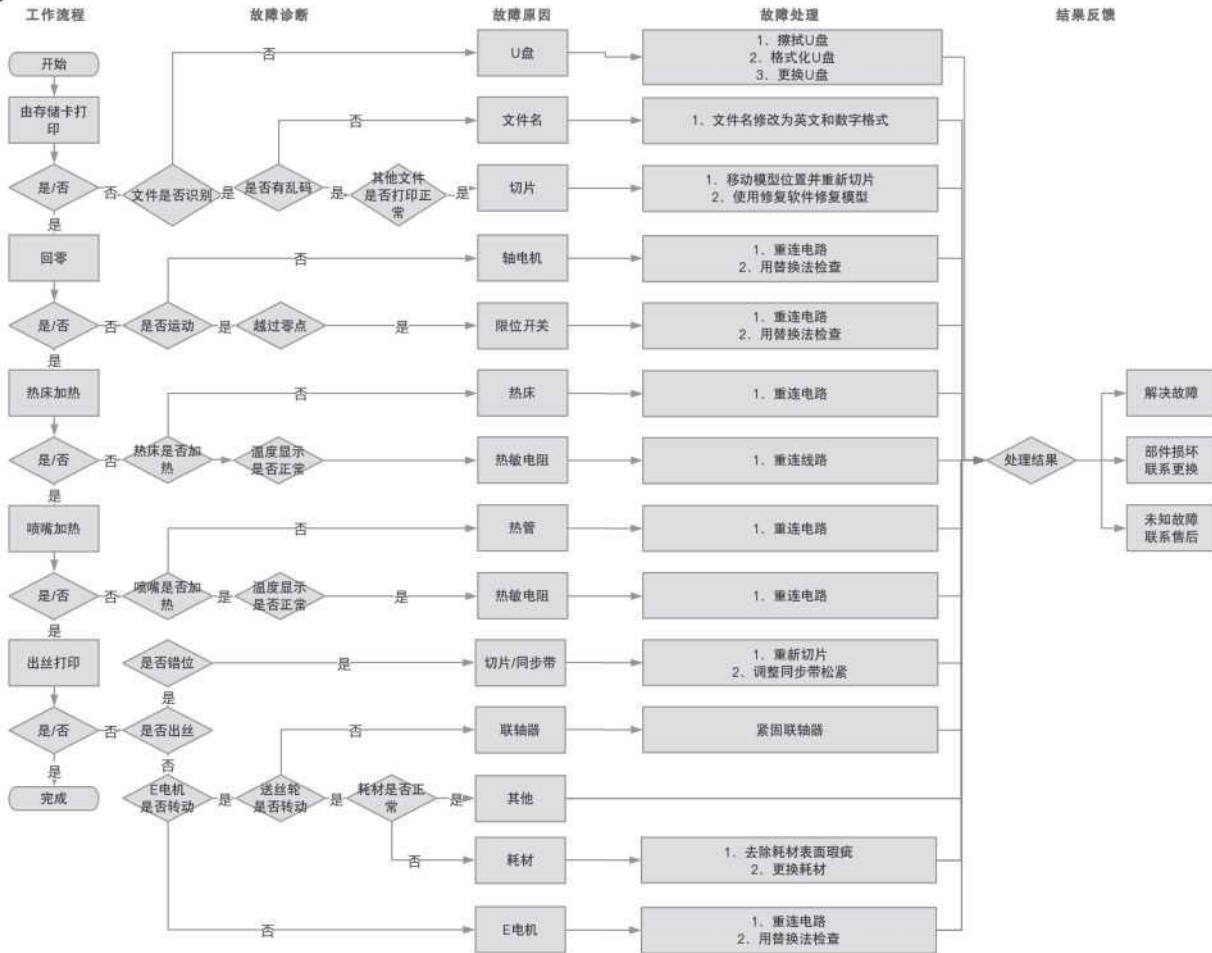 工作流程
故障诊断
故障原因
故障处理
结果反馈
开始
由存储卡打
印
是/否
否
文件是否识别
否
是
是否有乱码
否
是
其他文件
是否打印正
常
是
U盘
1. 擦拭U盘
2. 格式化U盘
3. 更换U盘
文件名
1. 文件名修改为英文和数字格式
切片
1. 移动模型位置并重新切片
2. 使用修复软件修复模型
是
回零
是/否
否
是否运动
否
是
越过零点
是
轴电机
1. 重连电路
2. 用替换法检查
限位开关
1. 重连电路
2. 用替换法检查
是
热床加热
是/否
否
热床是否加
热
否
温度显示
是否正常
热床
1. 重连电路
热敏电阻
1. 重连线路
是
喷嘴加热
是/否
否
喷嘴是否加
热
否
是
温度显示
是否正常
是
热管
1. 重连电路
热敏电阻
1. 重连电路
是
出丝打印
是/否
否
是否错位
是
是
是否出丝
否
切片/同步带
1. 重新切片
2. 调整同步带松紧
是
完成
E电机
是否转动
是
送丝轮
是否转动
否
是
耗材是否正
常
是
否
否
联轴器
紧固联轴器
其他
耗材
1. 去除耗材表面瑕疵
2. 更换耗材
E电机
1. 重连电路
2. 用替换法检查
处理结果
解决故障
部件损坏
联系更换
未知故障
联系售后